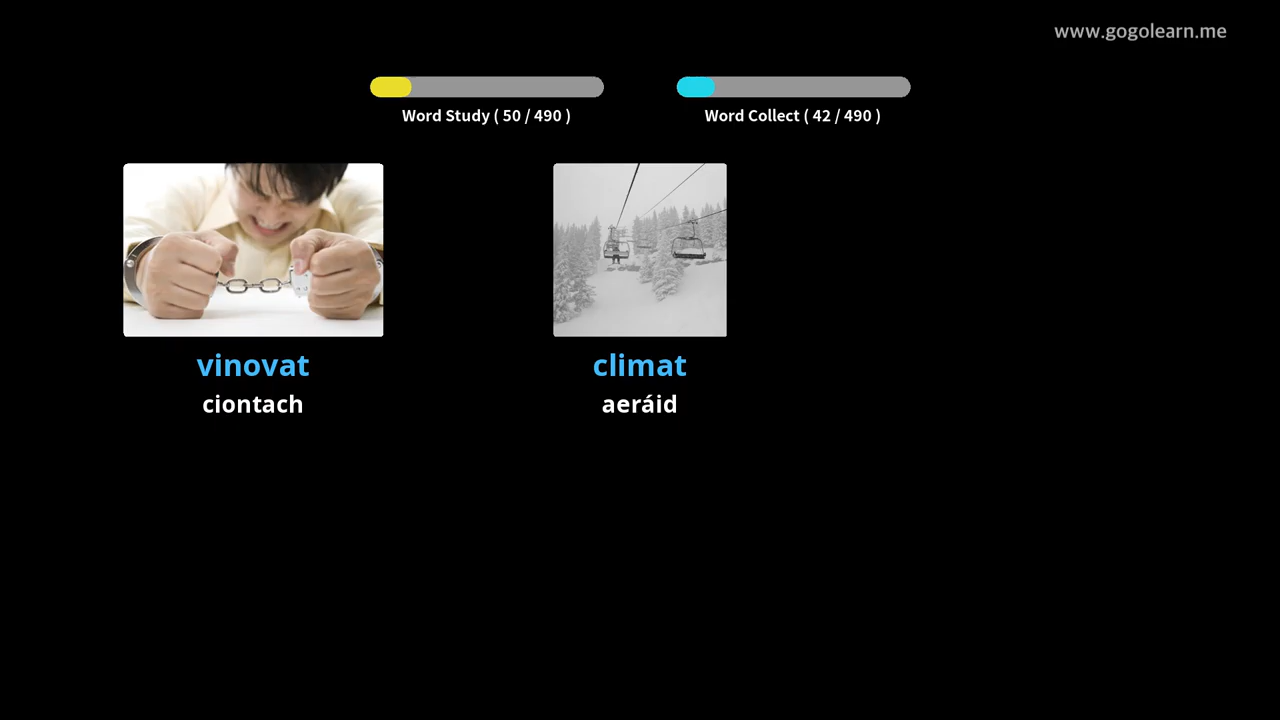 www.gogolearn.me
Word Study ( 50 / 490 )
Word Collect ( 42 / 490 )
vinovat
ciontach
climat
aeráid